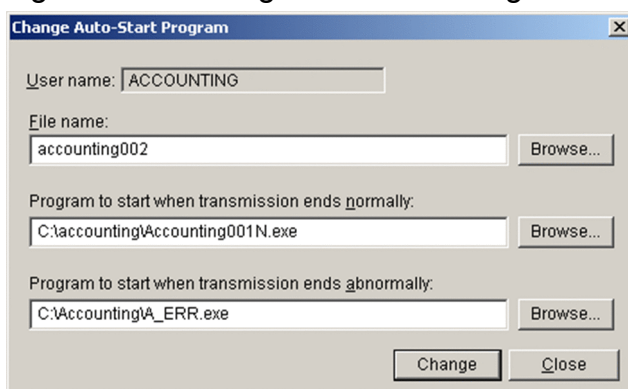 Change Auto-Start Program
User name: ACCOUNTING
File name:
accounting002 Browse...
Program to start when transmission ends normally:
C:\accounting\Accounting001N.exe Browse...
Program to start when transmission ends abnormally:
C:\Accounting\A_ERR.exe Browse...
Change Close